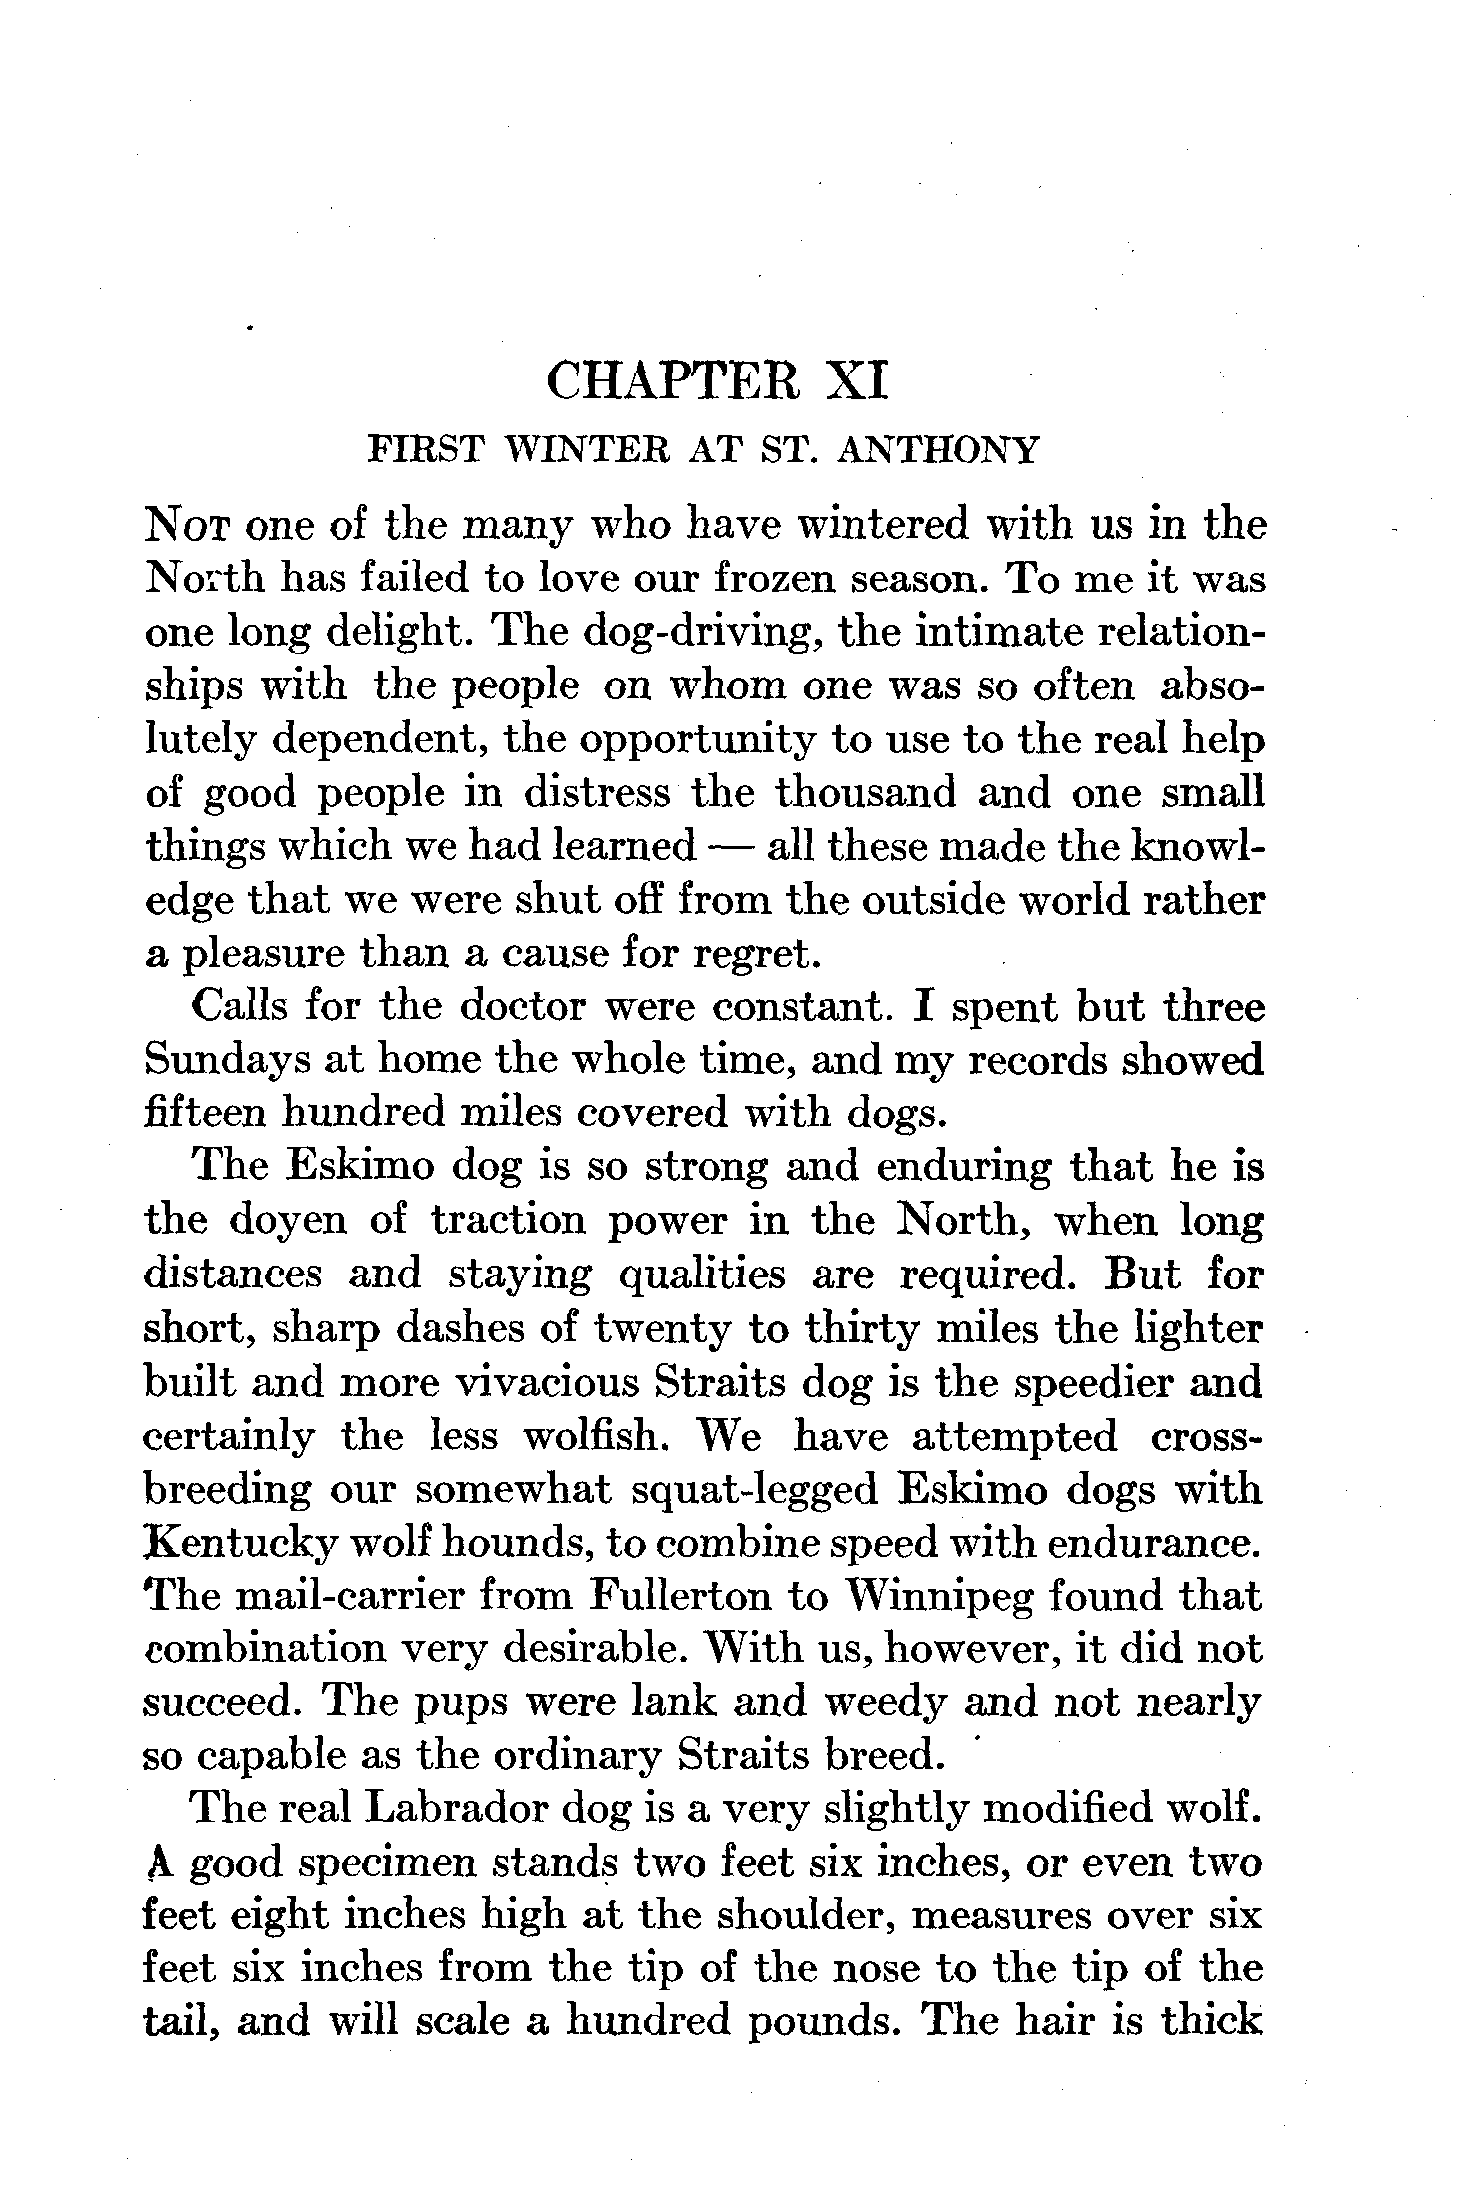 CHAPTER XI
FIRST WINTER AT ST. ANTHONY
NOT one of the many who have wintered with us in the
North has failed to love our frozen season. To me it was
one long delight. The dog-driving, the intimate relation-
ships with the people on whom one was so often abso-
lutely dependent, the opportunity to use to the real help
of good people in distress the thousand and one small
things which we had learned — all these made the knowl-
edge that we were shut off from the outside world rather
a pleasure than a cause for regret.
Calls for the doctor were constant. I spent but three
Sundays at home the whole time, and my records showed
fifteen hundred miles covered with dogs.
The Eskimo dog is so strong and enduring that he is
the doyen of traction power in the North, when long
distances and staying qualities are required. But for
short, sharp dashes of twenty to thirty miles the lighter
built and more vivacious Straits dog is the speedier and
certainly the less wolfish. We have attempted cross-
breeding our somewhat squat-legged Eskimo dogs with
Kentucky wolf hounds, to combine speed with endurance.
The mail-carrier from Fullerton to Winnipeg found that
combination very desirable. With us, however, it did not
succeed. The pups were lank and weedy and not nearly
so capable as the ordinary Straits breed.
The real Labrador dog is a very slightly modified wolf.
A good specimen stands two feet six inches, or even two
feet eight inches high at the shoulder, measures over six
feet six inches from the tip of the nose to the tip of the
tail, and will scale a hundred pounds. The hair is thick